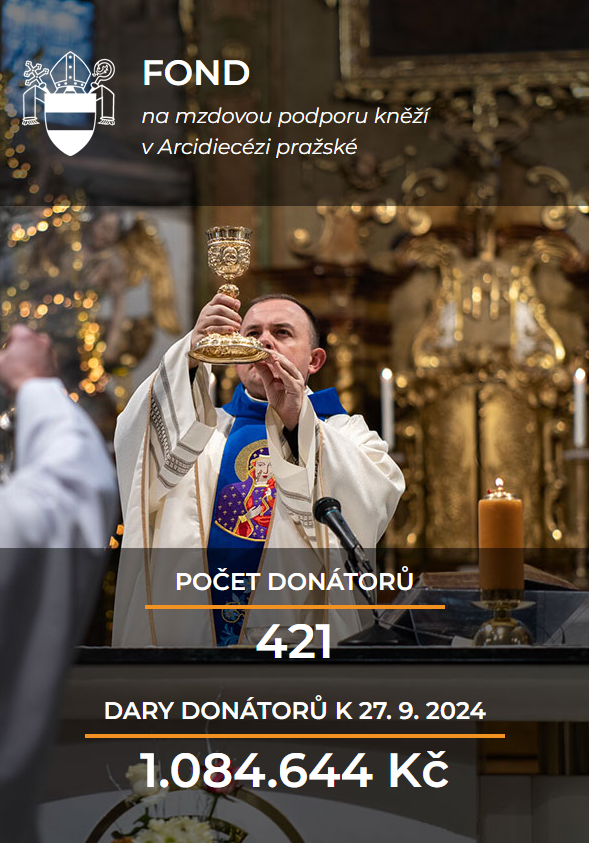 FOND
na mzdovou podporu kněží
v Arcidiecézi pražské
POČET DONÁTORŮ
421
DARY DONÁTORŮ K 27. 9. 2024
1.084.644 Kč